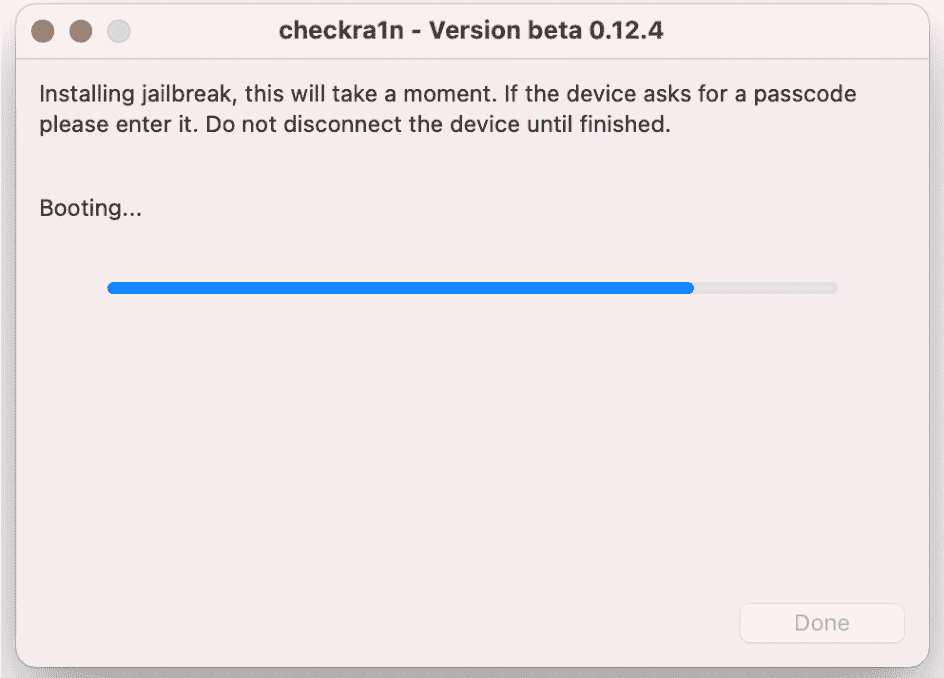 checkra1n - Version beta 0.12.4
Installing jailbreak, this will take a moment. If the device asks for a passcode
please enter it. Do not disconnect the device until finished.
Booting...
Done